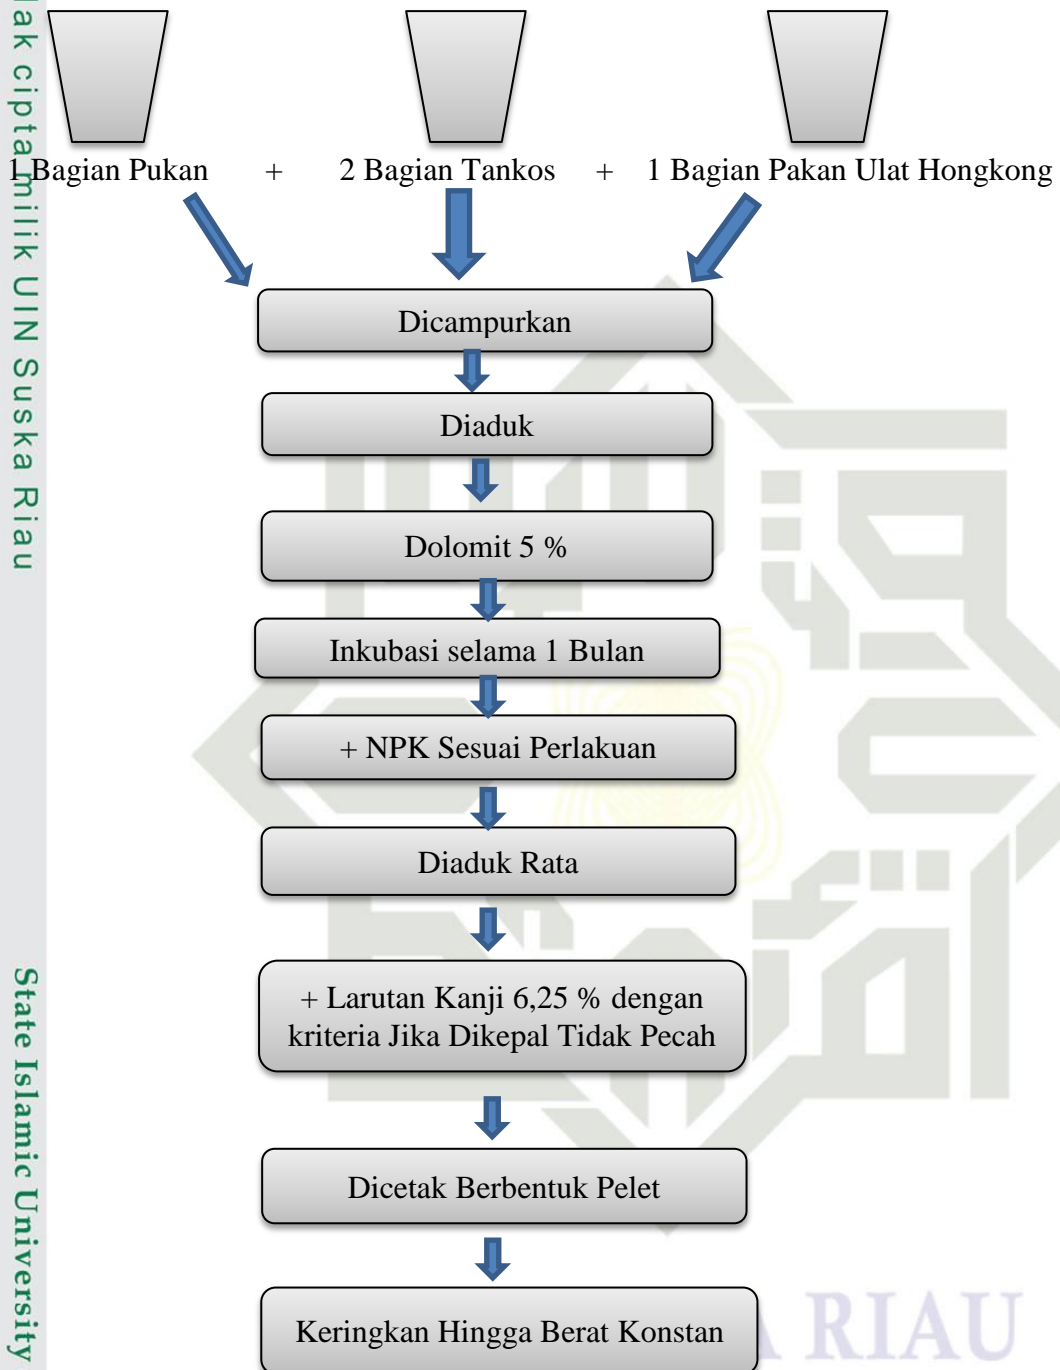 1 Bagian Pukan + 2 Bagian Tankos + 1 Bagian Pakan Ulat Hongkong
Dicampurkan
Diaduk
Dolomit 5 %
Inkubasi selama 1 Bulan
+ NPK Sesuai Perlakuan
Diaduk Rata
+ Larutan Kanji 6,25 % dengan
kriteria Jika Dikepal Tidak Pecah
Dicetak Berbentuk Pelet
Keringkan Hingga Berat Konstan
ak cipta milik UIN Suska Riau
State Islamic University
RIAU